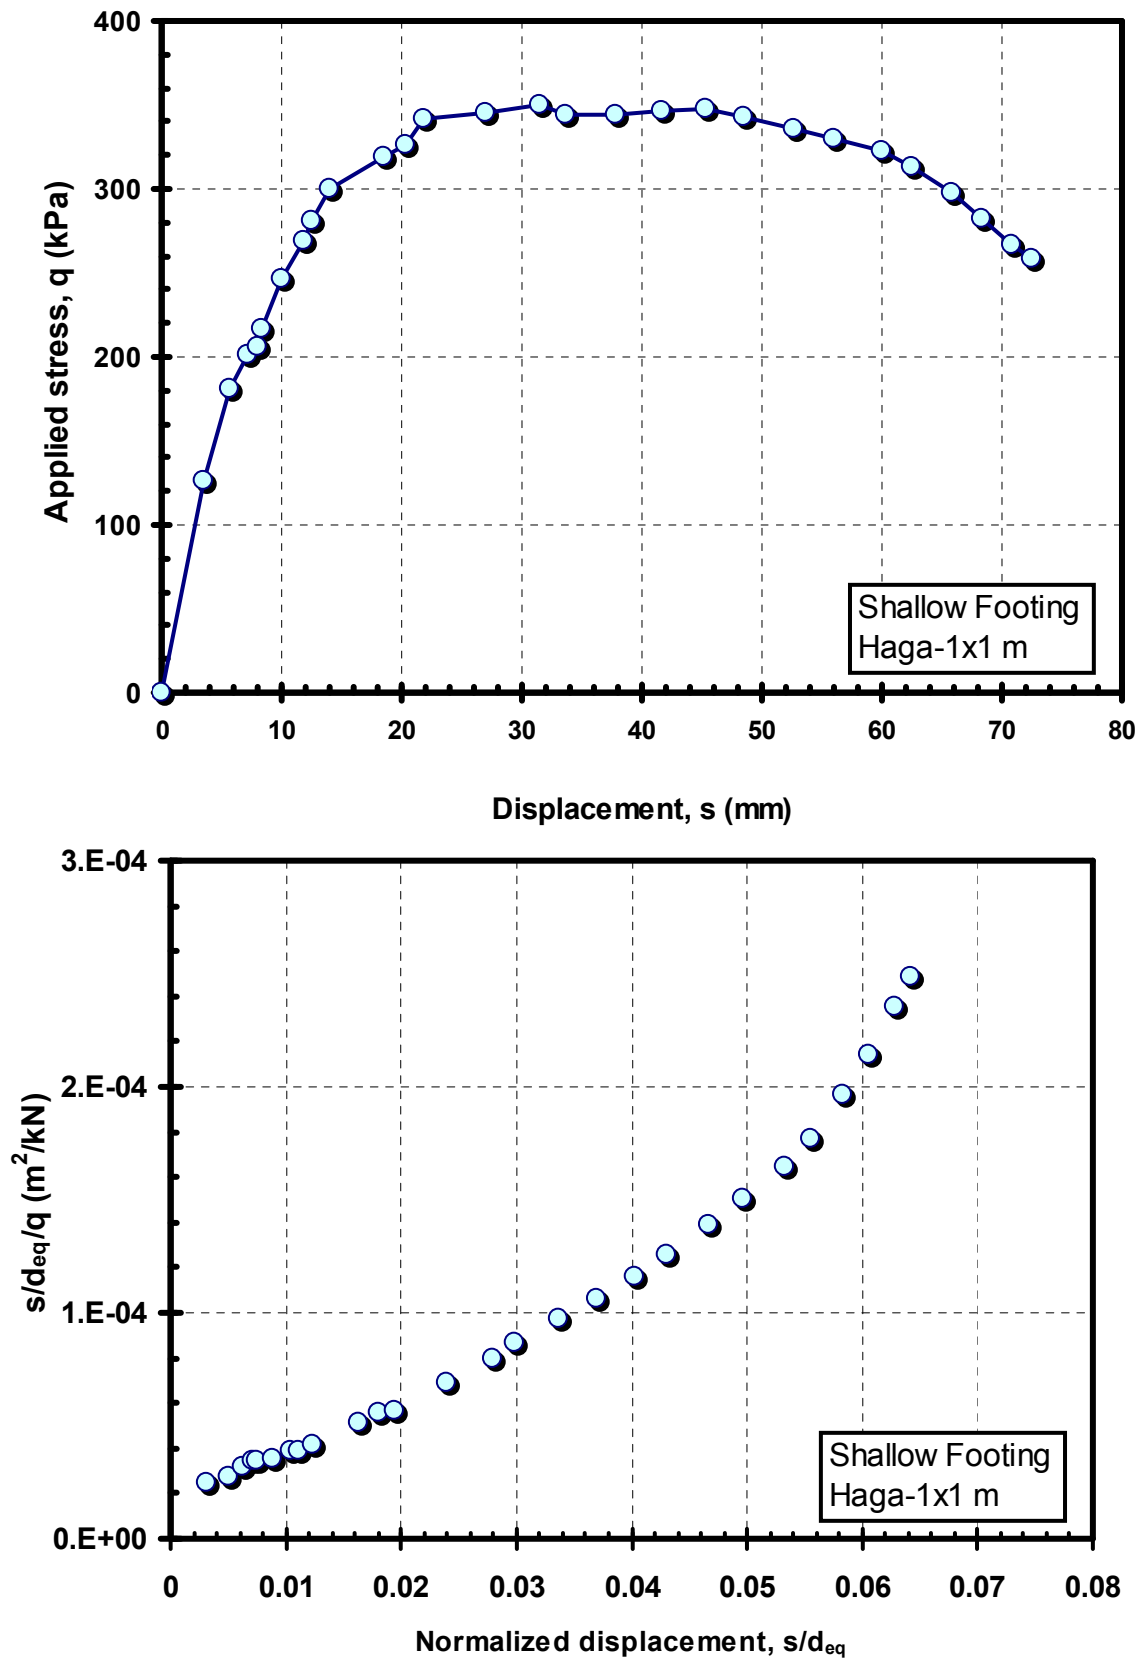 400
300
200
100
0
Applied stress, q (kPa)
Shallow Footing
Haga-1x1 m
0 10 20 30 40 50 60 70 80
Displacement, s (mm)
3.E-04
2.E-04
1.E-04
0.E+00
s/deq/q (m²/kN)
Shallow Footing
Haga-1x1 m
0 0.01 0.02 0.03 0.04 0.05 0.06 0.07 0.08
Normalized displacement, s/deq